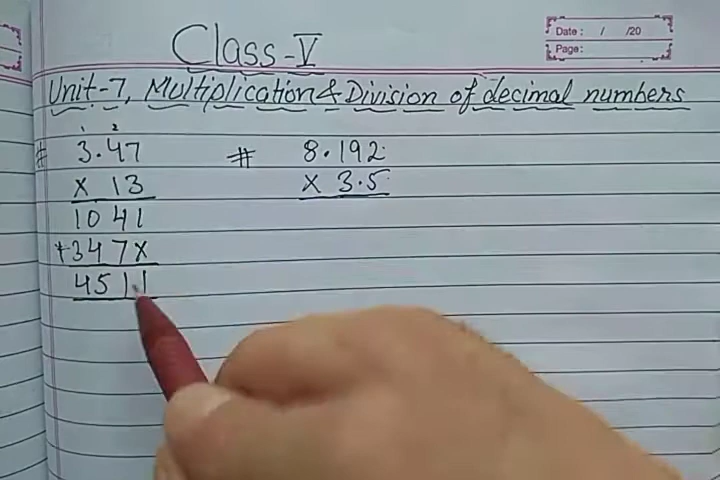 Date: / /20
Page:
Class-V
Unit-7, Multiplication & Division of decimal numbers
1 2
# 3.47
x 13
1041
+347x
4511
# 8.192
x 3.5